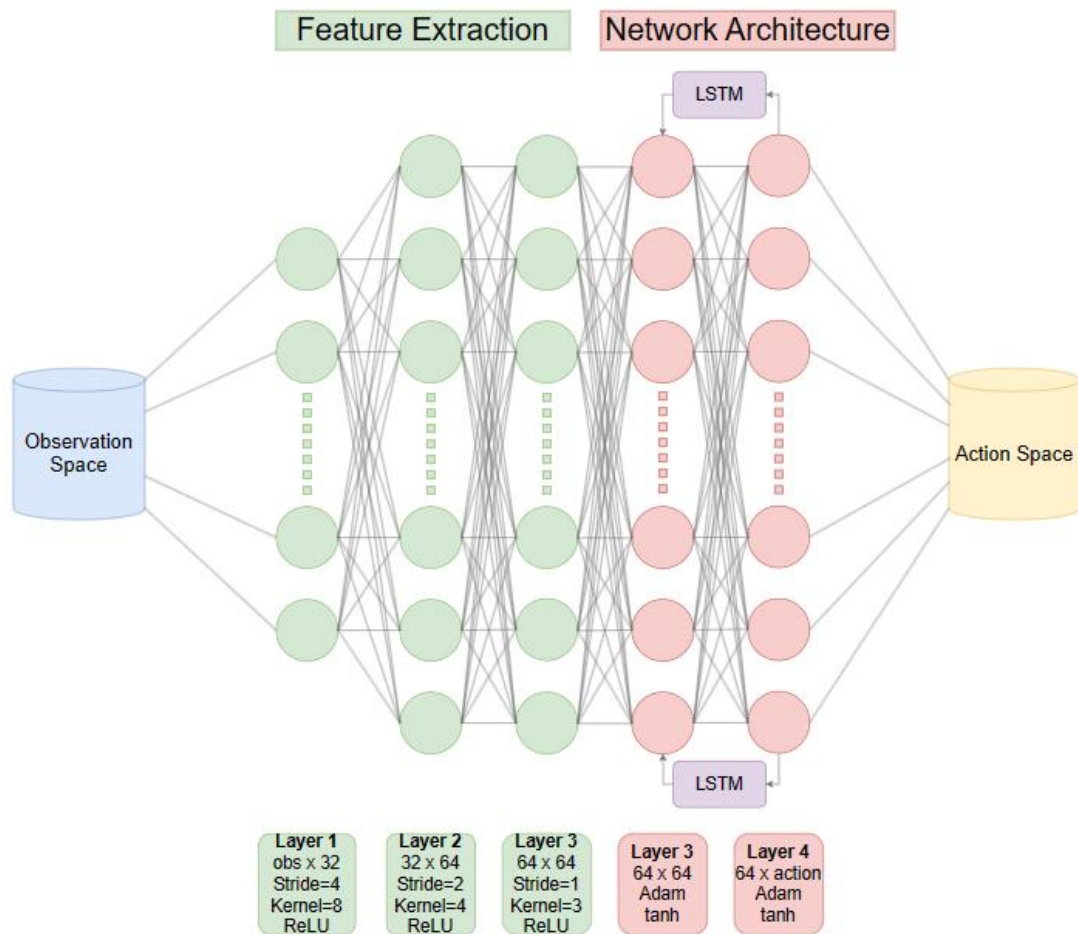 Feature Extraction
Network Architecture
LSTM
Observation
Space
Action Space
LSTM
Layer 1
obs x 32
Stride=4
Kernel=8
ReLU
Layer 2
32 x 64
Stride=2
Kernel=4
ReLU
Layer 3
64 x 64
Stride=1
Kernel=3
ReLU
Layer 3
64 x 64
Adam
tanh
Layer 4
64 x action
Adam
tanh